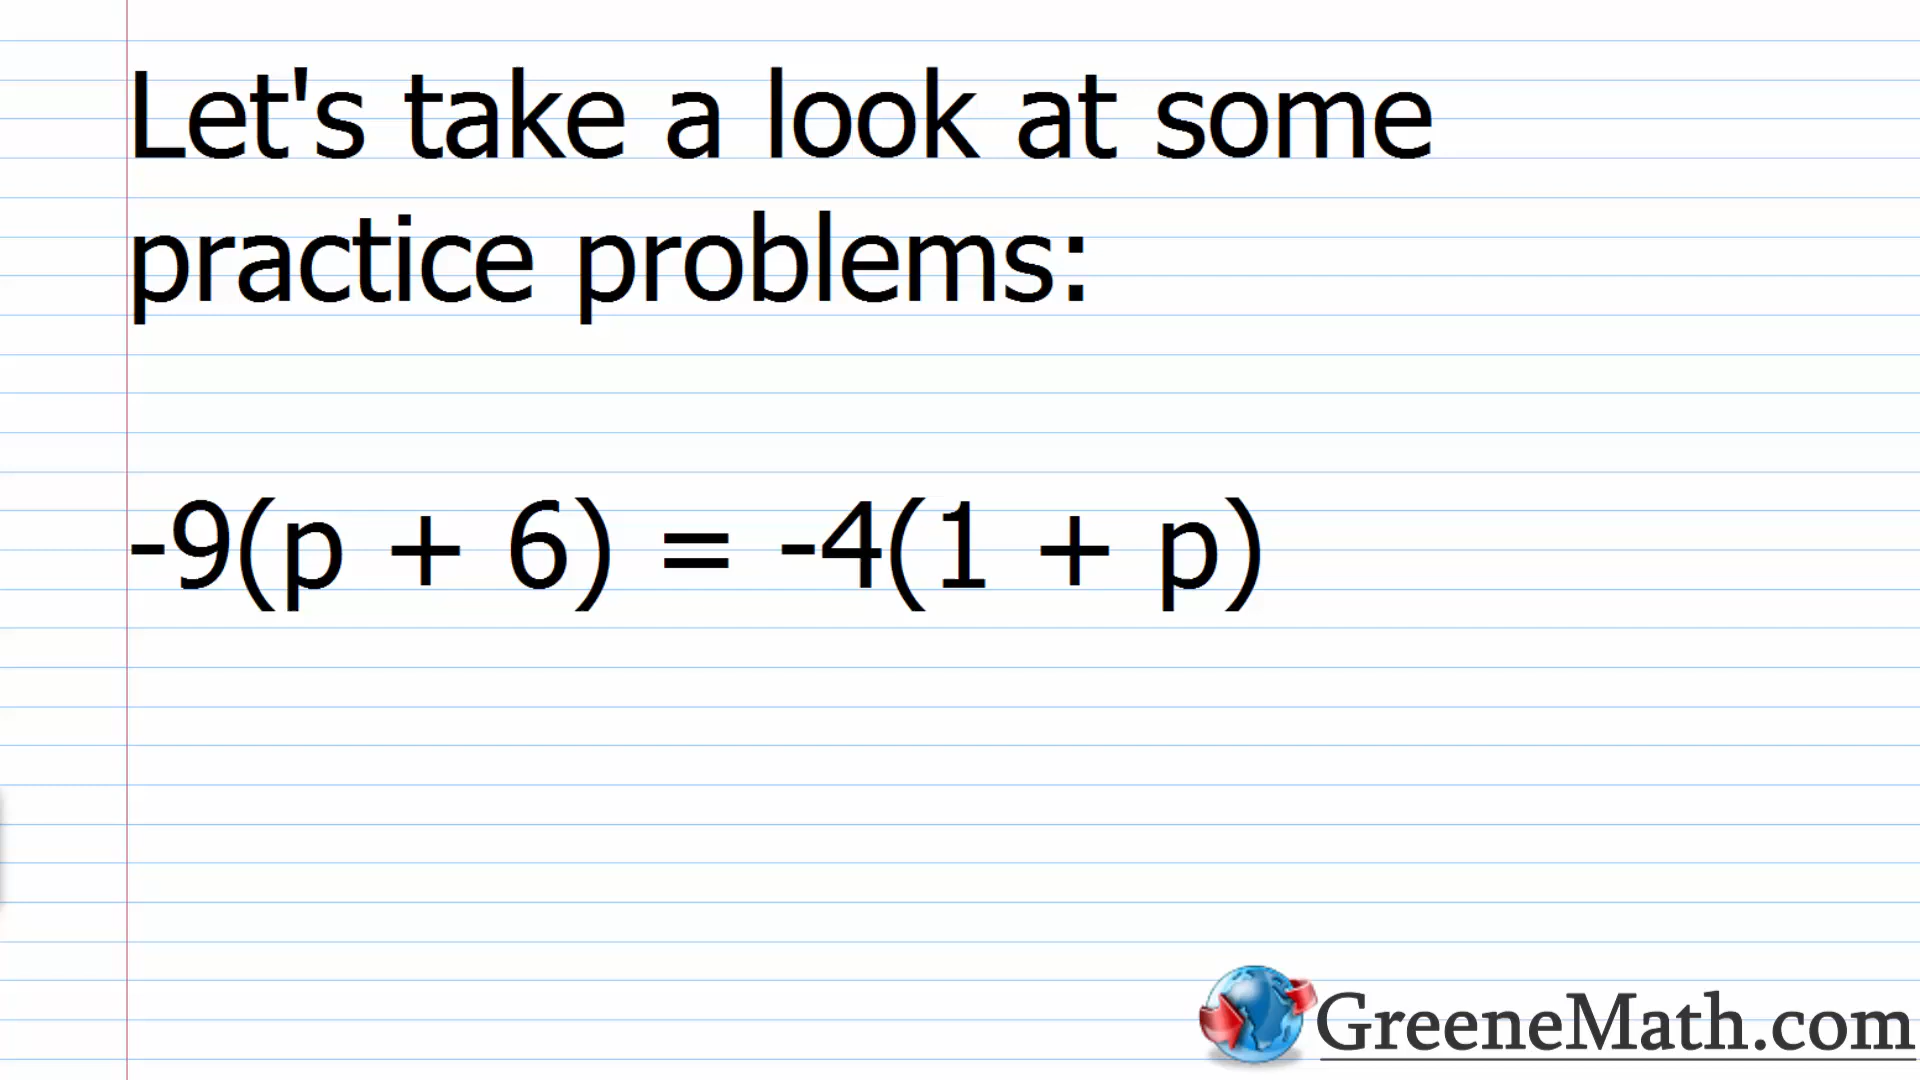 Let's take a look at some
practice problems:
-9(p + 6) = -4(1 + p)
GreeneMath.com